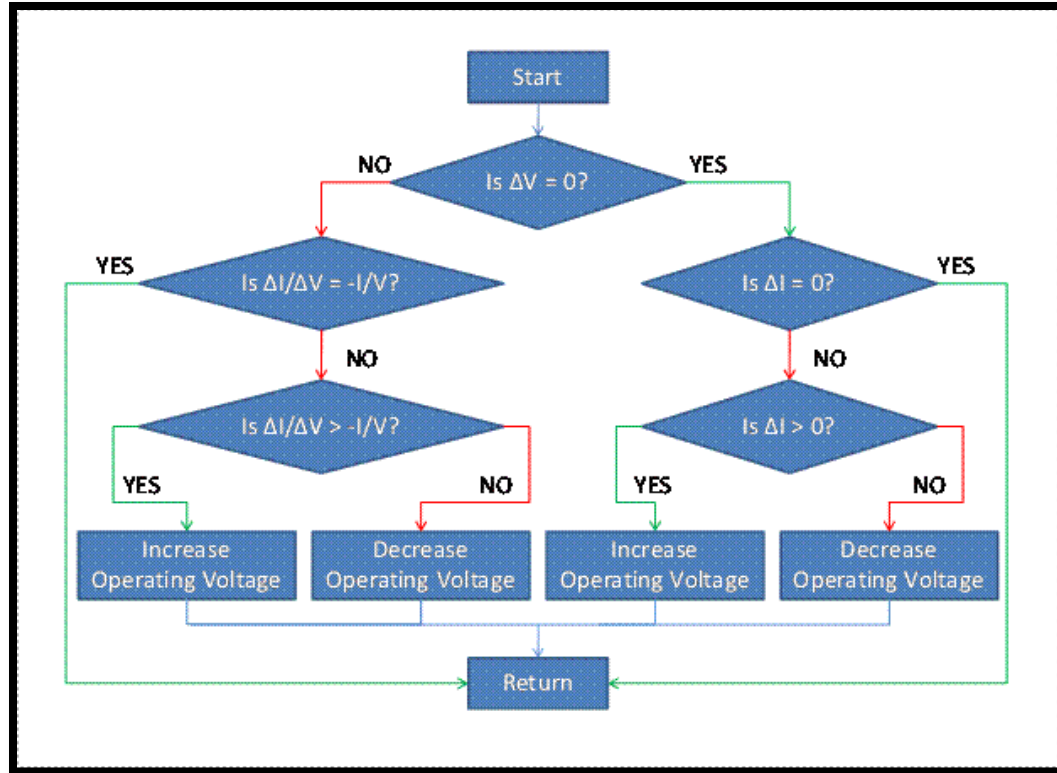 Start
NO
YES
Is ΔV = 0?
YES
Is ΔI/ΔV = -I/V?
Is ΔI = 0?
YES
NO
NO
Is ΔI/ΔV > -I/V?
Is ΔI > 0?
YES
NO
YES
NO
Increase
Operating Voltage
Decrease
Operating Voltage
Increase
Operating Voltage
Decrease
Operating Voltage
Return